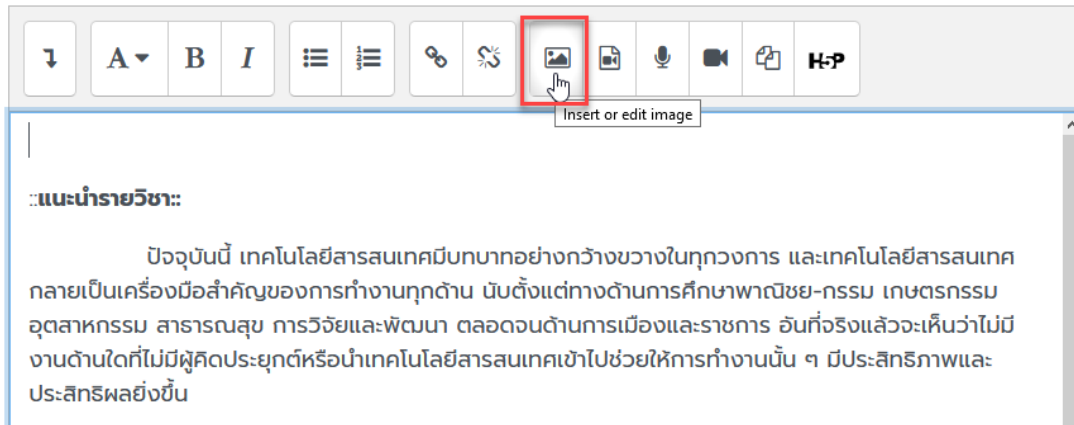 A B I H5P
Insert or edit image
::แนะนำรายวิชา::
ปัจจุบันนี้ เทคโนโลยีสารสนเทศมีบทบาทอย่างกว้างขวางในทุกวงการ และเทคโนโลยีสารสนเทศ
กลายเป็นเครื่องมือสำคัญของการทำงานทุกด้าน นับตั้งแต่ทางด้านการศึกษาพาณิชย-กรรม เกษตรกรรม
อุตสาหกรรม สาธารณสุข การวิจัยและพัฒนา ตลอดจนด้านการเมืองและราชการ อันที่จริงแล้วจะเห็นว่าไม่มี
งานด้านใดที่ไม่มีผู้คิดประยุกต์หรือนำเทคโนโลยีสารสนเทศเข้าไปช่วยให้การทำงานนั้น ๆ มีประสิทธิภาพและ
ประสิทธิผลยิ่งขึ้น